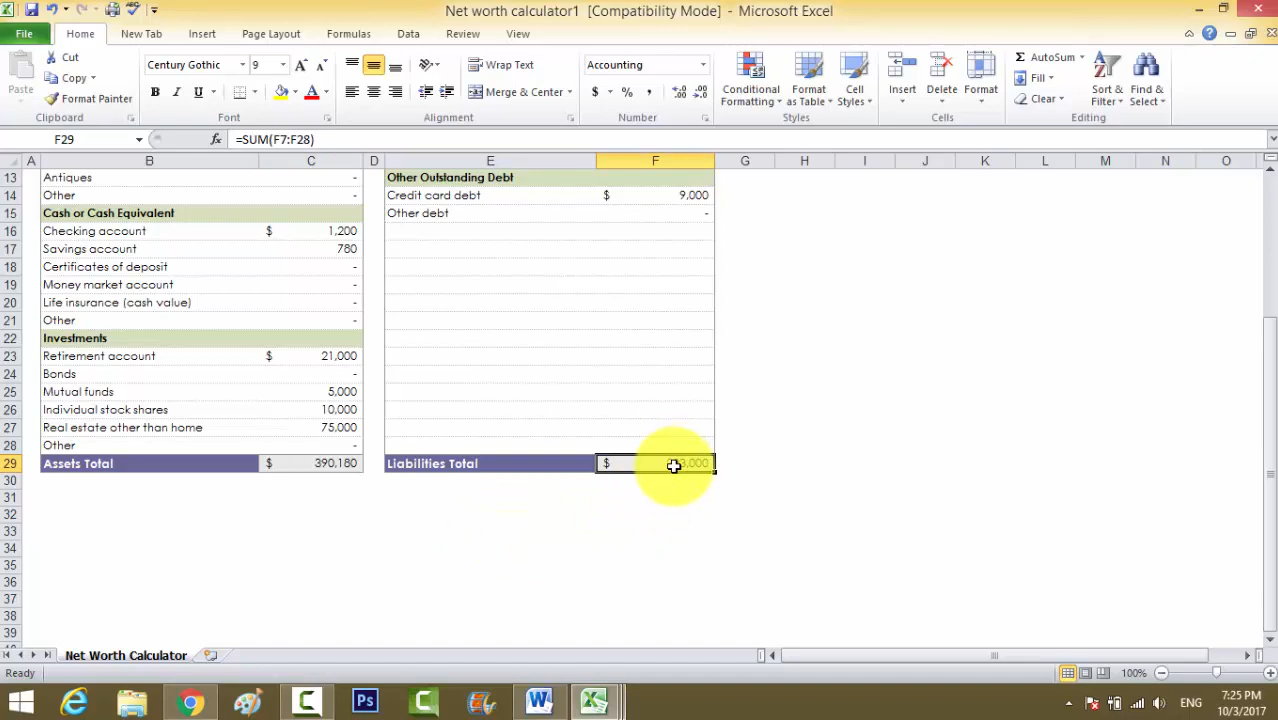 Net worth calculator1 [Compatibility Mode] - Microsoft Excel
File Home New Tab Insert Page Layout Formulas Data Review View
Paste
Cut
Copy
Format Painter
Clipboard
Century Gothic 9
B I U
Font
Wrap Text
Merge & Center
Alignment
Accounting
$ % ,
Number
Conditional Formatting
Format as Table
Cell Styles
Styles
Insert
Delete
Format
Cells
Σ AutoSum
Fill
Clear
Sort & Filter
Find & Select
Editing
F29 fx =SUM(F7:F28)
A B C D E F G H I J K L M N O
13 Antiques - Other Outstanding Debt
14 Other - Credit card debt $ 9,000
15 Cash or Cash Equivalent Other debt -
16 Checking account $ 1,200
17 Savings account 780
18 Certificates of deposit -
19 Money market account -
20 Life insurance (cash value) -
21 Other -
22 Investments
23 Retirement account $ 21,000
24 Bonds -
25 Mutual funds 5,000
26 Individual stock shares 10,000
27 Real estate other than home 75,000
28 Other -
29 Assets Total $ 390,180 Liabilities Total $
30
31
32
33
34
35
36
37
38
39
Net Worth Calculator
Ready 100%
Ps
ENG
7:25 PM
10/3/2017